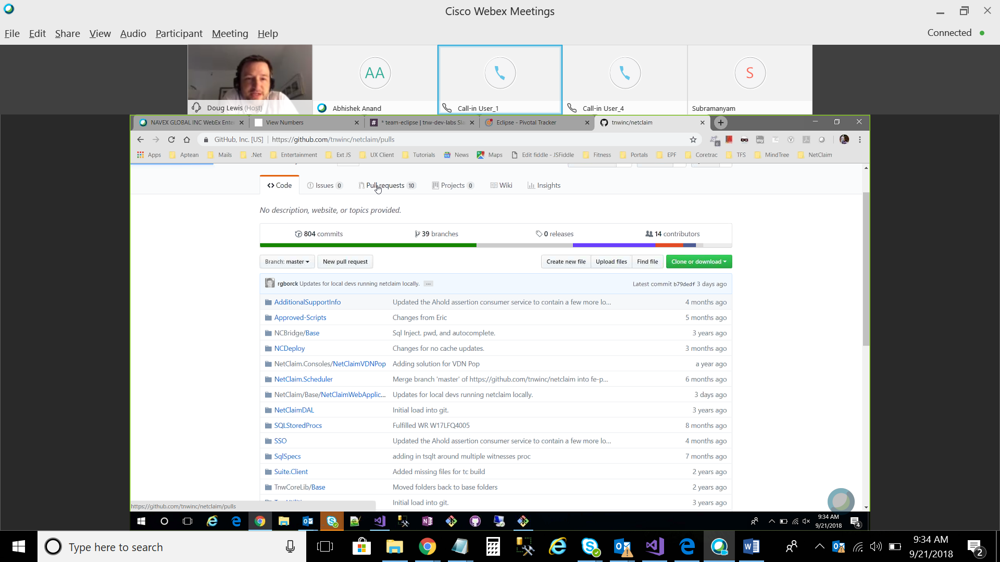 Cisco Webex Meetings
File Edit Share View Audio Participant Meeting Help
Connected
AA
S
Doug Lewis (Host)
Abhishek Anand
Call-in User_1
Call-in User_4
Subramanyam
NAVEX GLOBAL INC WebEx Ente
View Numbers
* team-eclipse | tnw-dev-labs Sla
Eclipse - Pivotal Tracker
tnwinc/netclaim
GitHub, Inc. [US] https://github.com/tnwinc/netclaim/pulls
Apps Aptean Mails .Net Entertainment Ext JS UX Client Tutorials News Maps Edit fiddle - JSFiddle Fitness Portals EPF Coretrac TFS MindTree NetClaim
Code Issues 0 Pull requests 10 Projects 0 Wiki Insights
No description, website, or topics provided.
804 commits 39 branches 0 releases 14 contributors
Branch: master New pull request Create new file Upload files Find file Clone or download
rgborck Updates for local devs running netclaim locally. ... Latest commit b79dedf 3 days ago
AdditionalSupportInfo Updated the Ahold assertion consumer service to contain a few more lo... 4 months ago
Approved-Scripts Changes from Eric 5 months ago
NCBridge/Base Sql Inject. pwd, and autocomplete. 3 years ago
NCDeploy Changes for no cache updates. 3 months ago
NetClaim.Consoles/NetClaimVDNPop Adding solution for VDN Pop a year ago
NetClaim.Scheduler Merge branch 'master' of https://github.com/tnwinc/netclaim into fe-p... 6 months ago
NetClaim/Base/NetClaimWebApplic... Updates for local devs running netclaim locally. 3 days ago
NetClaimDAL Initial load into git. 3 years ago
SQLStoredProcs Fulfilled WR W17LFQ4005 8 months ago
SSO Updated the Ahold assertion consumer service to contain a few more lo... 4 months ago
SqlSpecs adding in tsqlt around multiple witnesses proc 7 months ago
Suite.Client Added missing files for tc build 2 years ago
TnwCoreLib/Base Moved folders back to base folders 2 years ago
Initial load into git. 3 years ago
https://github.com/tnwinc/netclaim/pulls
9:34 AM
9/21/2018
4
Type here to search
9:34 AM
9/21/2018
2